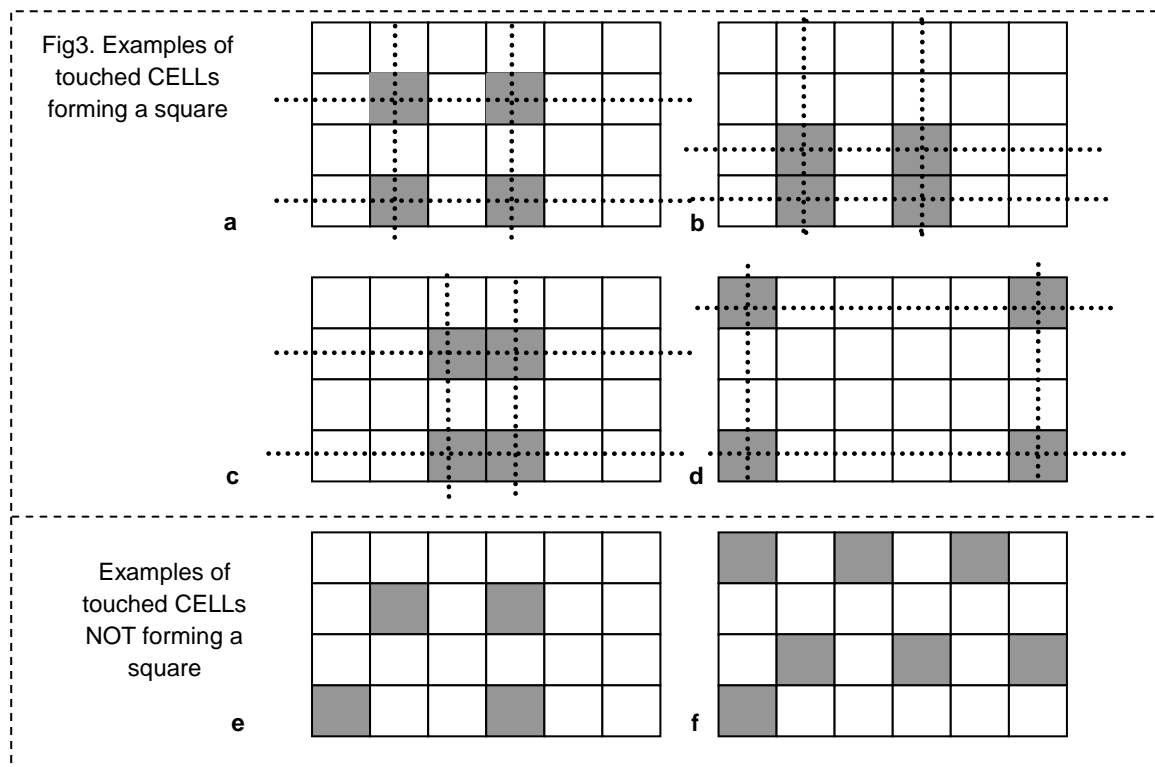 Fig3. Examples of
touched CELLs
forming a square
a
b
c
d
Examples of
touched CELLs
NOT forming a
square
e
f